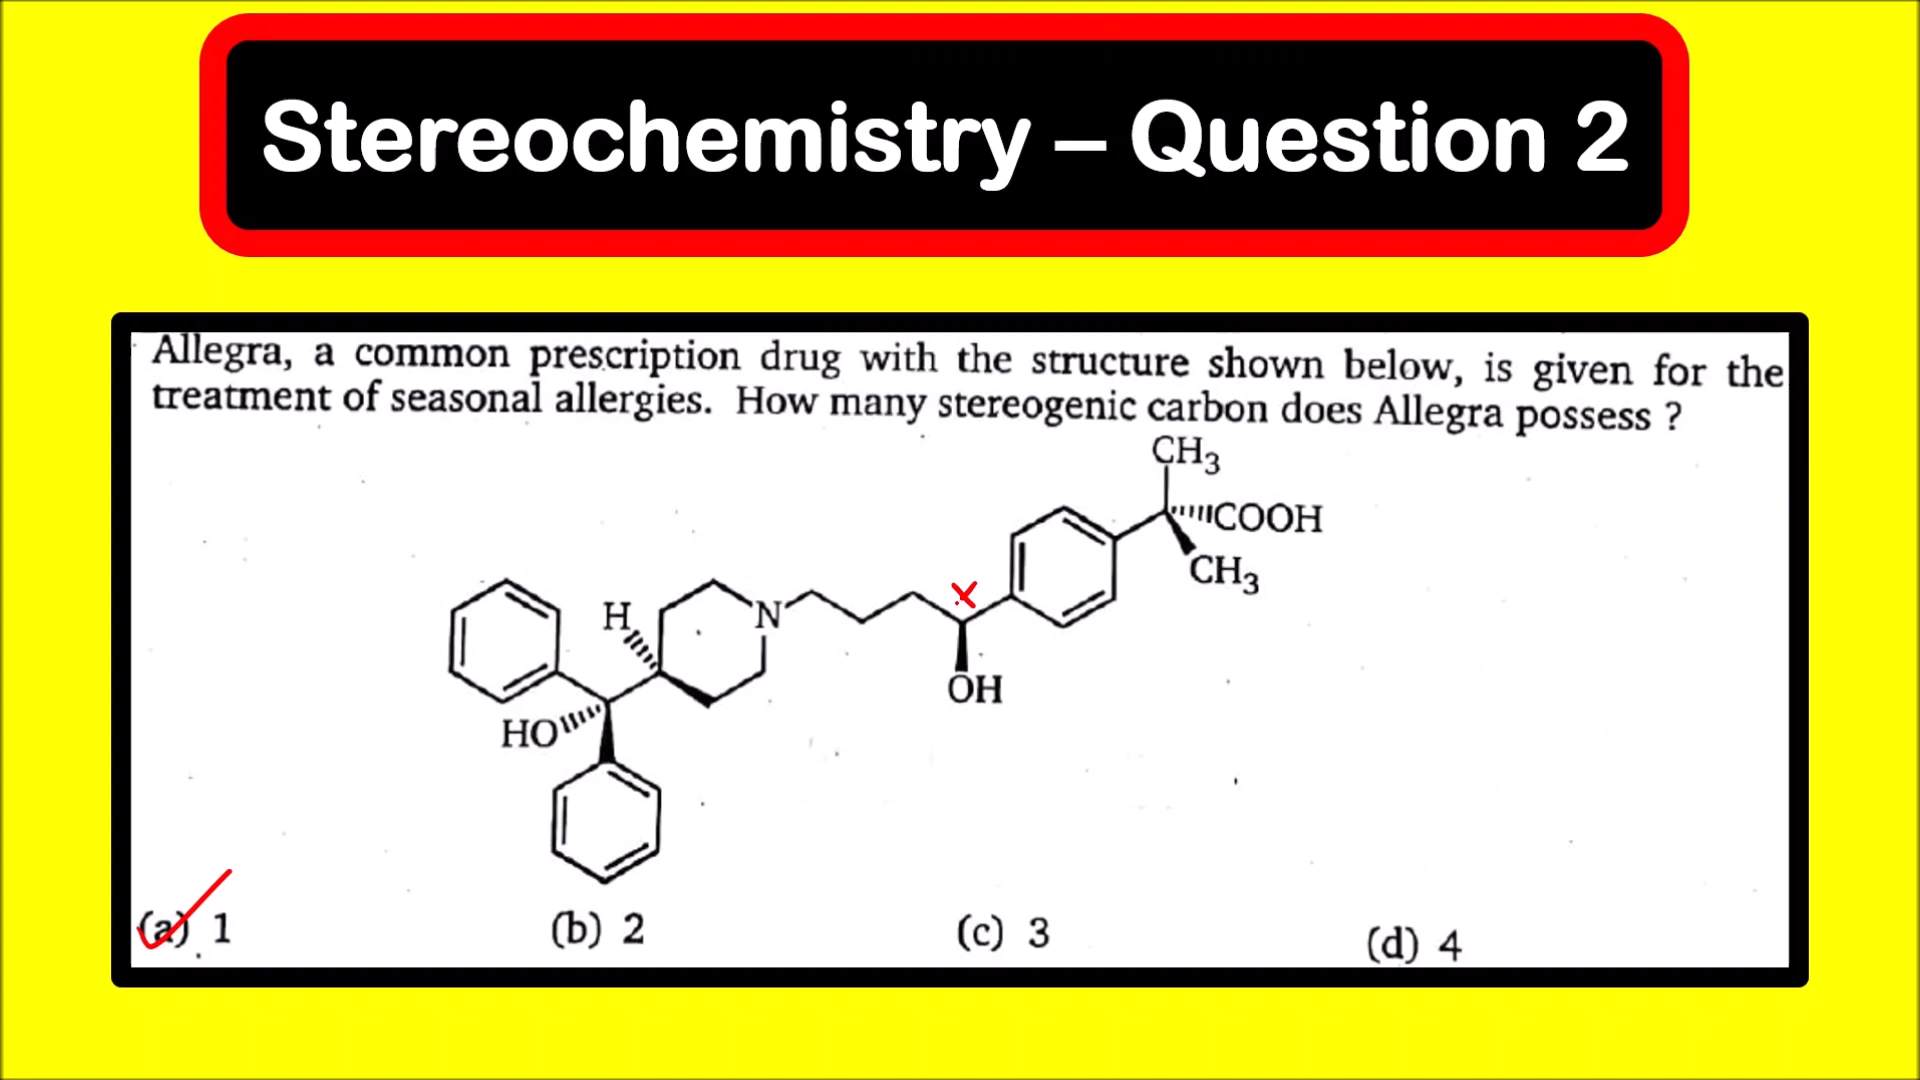 Stereochemistry – Question 2
Allegra, a common prescription drug with the structure shown below, is given for the
treatment of seasonal allergies. How many stereogenic carbon does Allegra possess ?
CH3
COOH
CH3
H
N
OH
HO
(a) 1
(b) 2
(c) 3
(d) 4